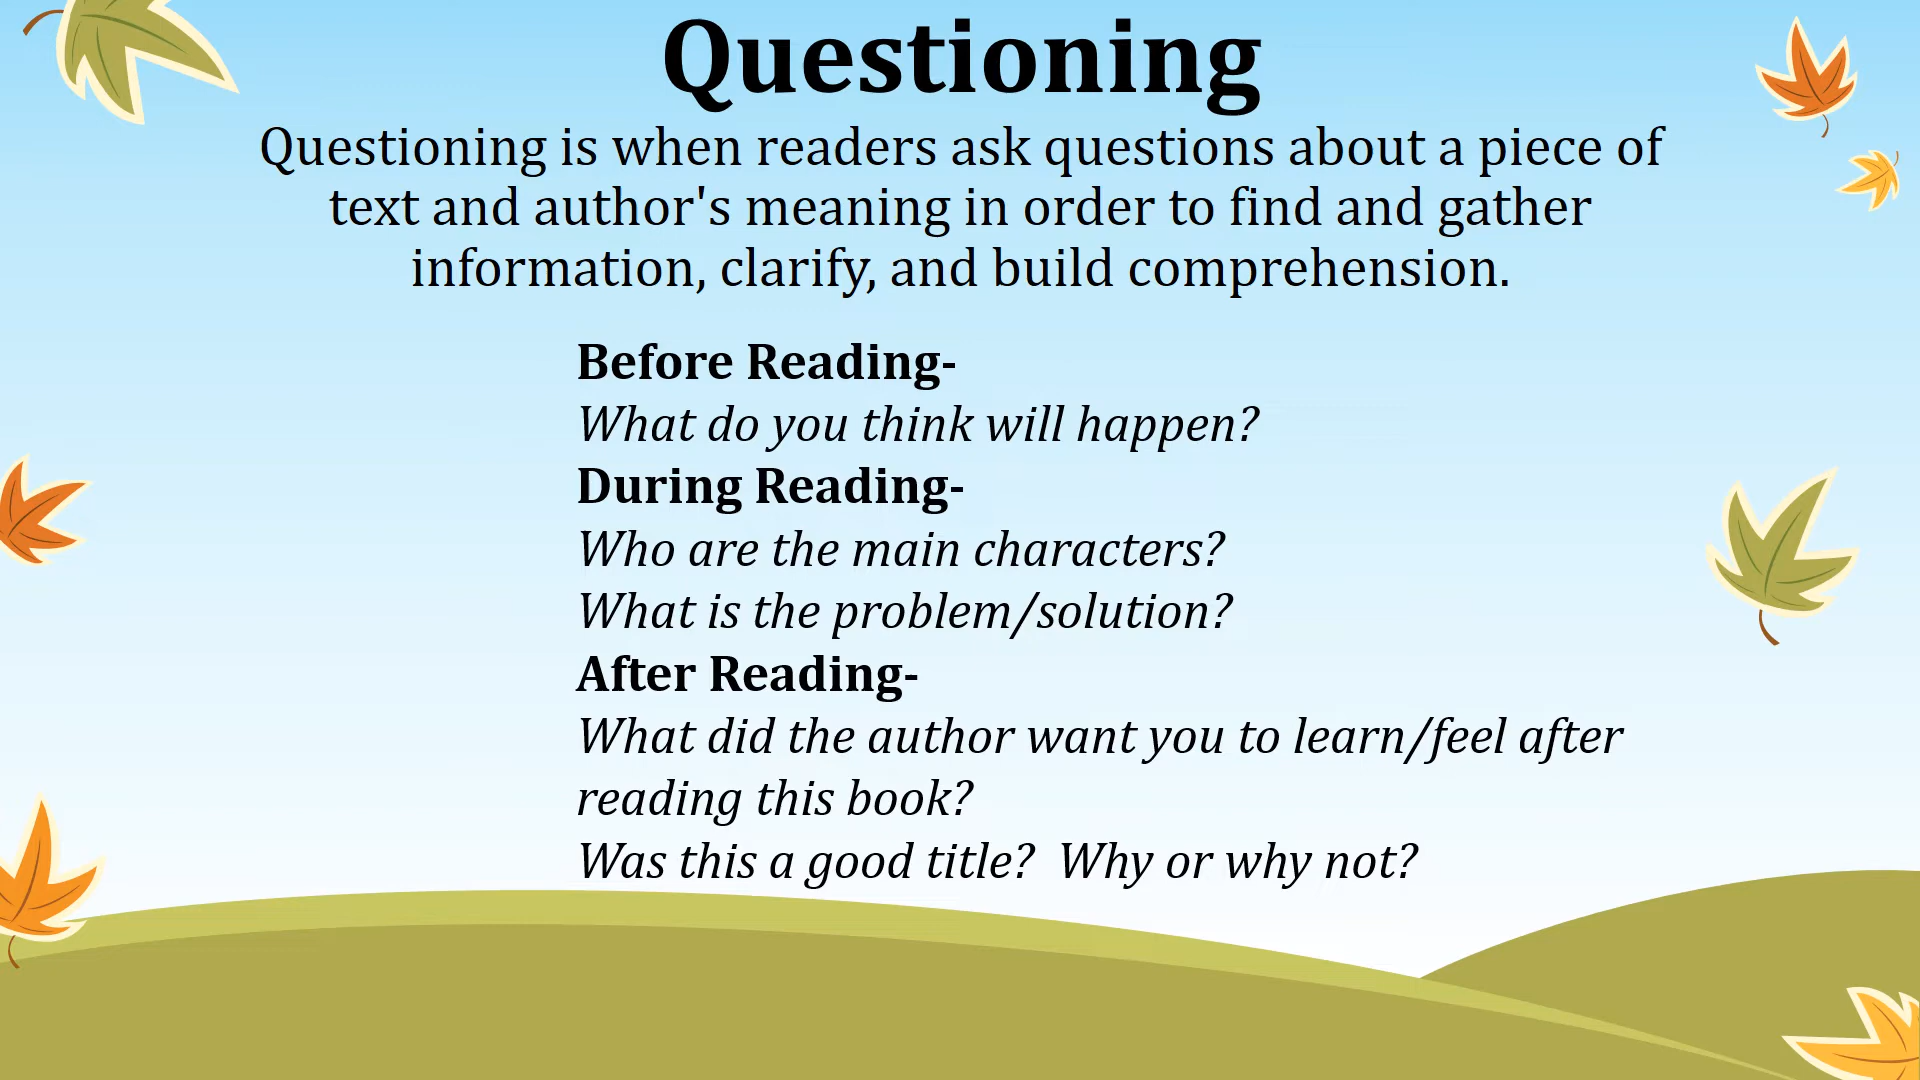 Questioning
Questioning is when readers ask questions about a piece of
text and author's meaning in order to find and gather
information, clarify, and build comprehension.
Before Reading-
What do you think will happen?
During Reading-
Who are the main characters?
What is the problem/solution?
After Reading-
What did the author want you to learn/feel after
reading this book?
Was this a good title?  Why or why not?